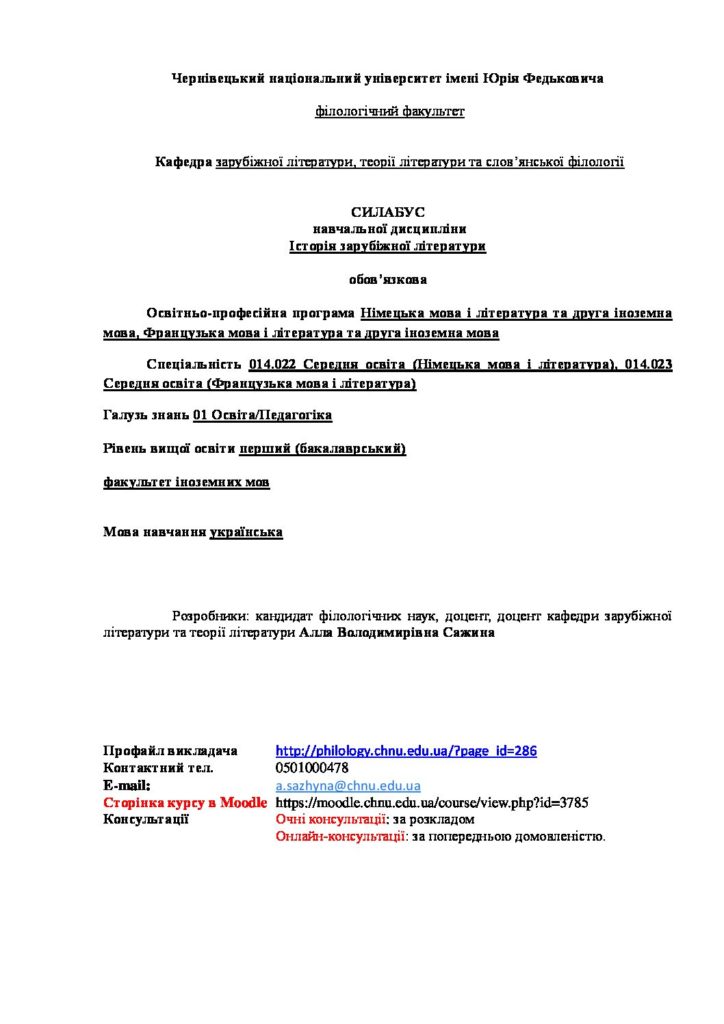 Чернівецький національний університет імені Юрія Федьковича
філологічний факультет
Кафедра зарубіжної літератури, теорії літератури та слов’янської філології
СИЛАБУС
навчальної дисципліни
Історія зарубіжної літератури
обов’язкова
Освітньо-професійна програма Німецька мова і література та друга іноземна
мова, Французька мова і література та друга іноземна мова
Спеціальність 014.022 Середня освіта (Німецька мова і література), 014.023
Середня освіта (Французька мова і література)
Галузь знань 01 Освіта/Педагогіка
Рівень вищої освіти перший (бакалаврський)
факультет іноземних мов
Мова навчання українська
Розробники: кандидат філологічних наук, доцент, доцент кафедри зарубіжної
літератури та теорії літератури Алла Володимирівна Сажина
Профайл викладача http://philology.chnu.edu.ua/?page_id=286
Контактний тел. 0501000478
E-mail: a.sazhyna@chnu.edu.ua
Сторінка курсу в Moodle https://moodle.chnu.edu.ua/course/view.php?id=3785
Консультації Очні консультації: за розкладом
Онлайн-консультації: за попередньою домовленістю.